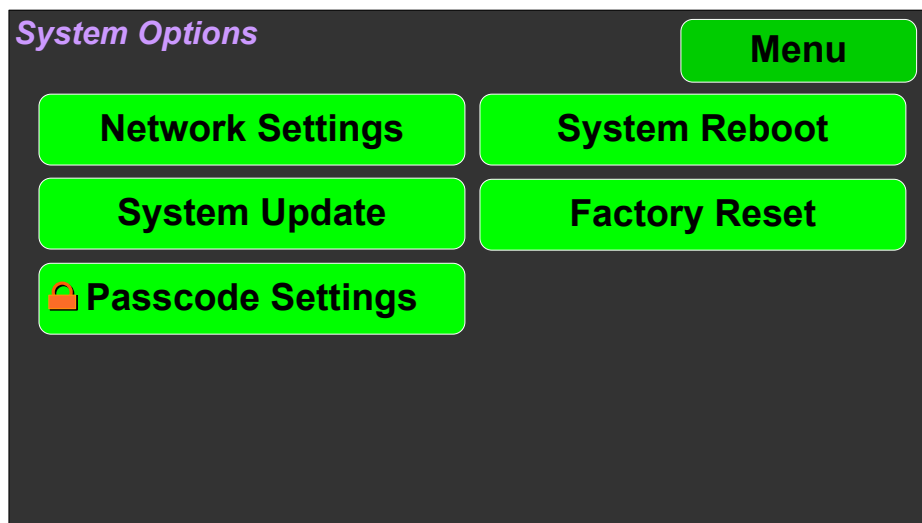 System Options
Menu
Network Settings
System Reboot
System Update
Factory Reset
Passcode Settings